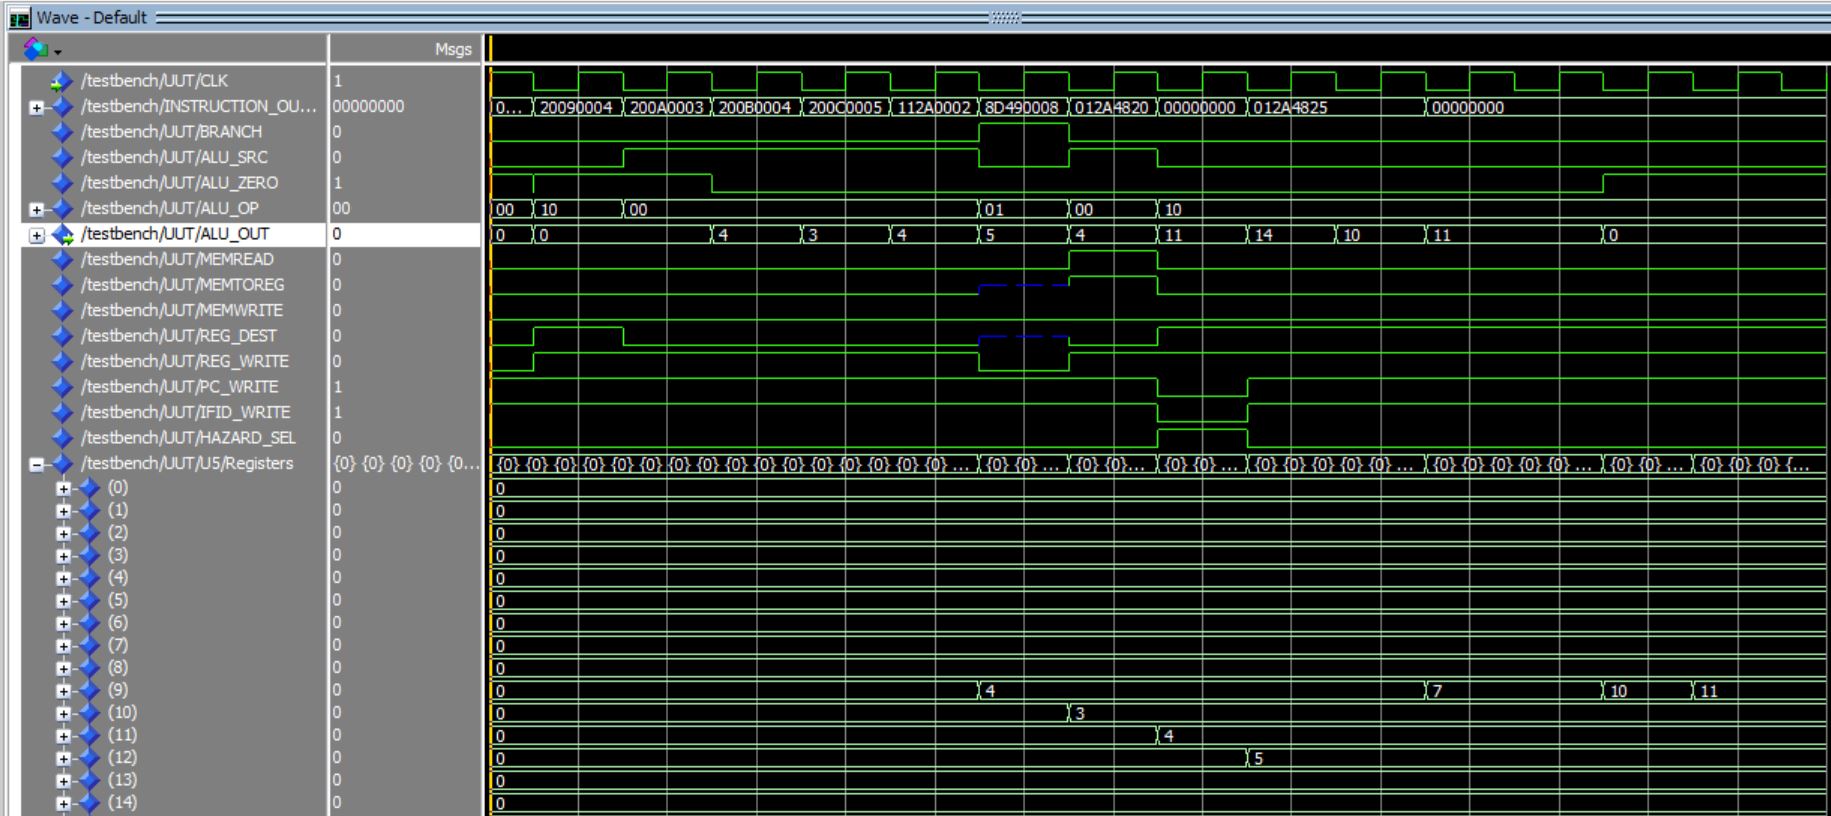 Wave - Default
Msgs
/testbench/UUT/CLK 1
/testbench/INSTRUCTION_OU... 00000000 0... 20090004 200A0003 200B0004 200C0005 112A0002 8D490008 012A4820 00000000 012A4825 00000000
/testbench/UUT/BRANCH 0
/testbench/UUT/ALU_SRC 0
/testbench/UUT/ALU_ZERO 1
/testbench/UUT/ALU_OP 00 00 10 00 01 00 10
/testbench/UUT/ALU_OUT 0 0 0 4 3 4 5 4 11 14 10 11 0
/testbench/UUT/MEMREAD 0
/testbench/UUT/MEMTOREG 0
/testbench/UUT/MEMWRITE 0
/testbench/UUT/REG_DEST 0
/testbench/UUT/REG_WRITE 0
/testbench/UUT/PC_WRITE 1
/testbench/UUT/IFID_WRITE 1
/testbench/UUT/HAZARD_SEL 0
/testbench/UUT/U5/Registers {0} {0} {0} {0} {0... {0} {0} {0} {0} {0} {0} {0} {0} {0} {0} {0} {0} {0} {0} {0} {0} ... {0} {0} ... {0} {0}... {0} {0} ... {0} {0} {0} {0} {0} ... {0} {0} {0} {0} {0} ... {0} {0} ... {0} {0} {0} {...
(0) 0 0
(1) 0 0
(2) 0 0
(3) 0 0
(4) 0 0
(5) 0 0
(6) 0 0
(7) 0 0
(8) 0 0
(9) 0 0 4 7 10 11
(10) 0 0 3
(11) 0 0 4
(12) 0 0 5
(13) 0 0
(14) 0 0